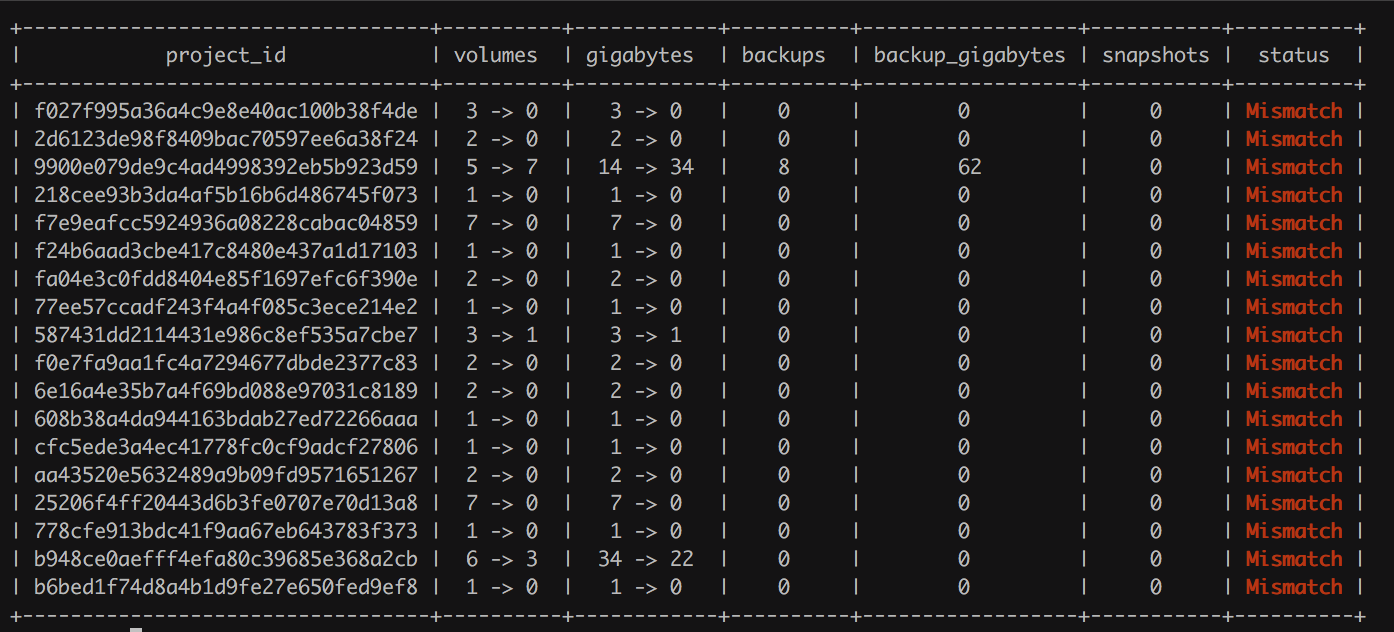 +----------------------------------+-----------+------------+----------+------------------+-----------+----------+
| project_id | volumes | gigabytes | backups | backup_gigabytes | snapshots | status |
+----------------------------------+-----------+------------+----------+------------------+-----------+----------+
| f027f995a36a4c9e8e40ac100b38f4de | 3 -> 0 | 3 -> 0 | 0 | 0 | 0 | Mismatch |
| 2d6123de98f8409bac70597ee6a38f24 | 2 -> 0 | 2 -> 0 | 0 | 0 | 0 | Mismatch |
| 9900e079de9c4ad4998392eb5b923d59 | 5 -> 7 | 14 -> 34 | 8 | 62 | 0 | Mismatch |
| 218cee93b3da4af5b16b6d486745f073 | 1 -> 0 | 1 -> 0 | 0 | 0 | 0 | Mismatch |
| f7e9eafcc5924936a08228cabac04859 | 7 -> 0 | 7 -> 0 | 0 | 0 | 0 | Mismatch |
| f24b6aad3cbe417c8480e437a1d17103 | 1 -> 0 | 1 -> 0 | 0 | 0 | 0 | Mismatch |
| fa04e3c0fdd8404e85f1697efc6f390e | 2 -> 0 | 2 -> 0 | 0 | 0 | 0 | Mismatch |
| 77ee57ccadf243f4a4f085c3ece214e2 | 1 -> 0 | 1 -> 0 | 0 | 0 | 0 | Mismatch |
| 587431dd2114431e986c8ef535a7cbe7 | 3 -> 1 | 3 -> 1 | 0 | 0 | 0 | Mismatch |
| f0e7fa9aa1fc4a7294677dbde2377c83 | 2 -> 0 | 2 -> 0 | 0 | 0 | 0 | Mismatch |
| 6e16a4e35b7a4f69bd088e97031c8189 | 2 -> 0 | 2 -> 0 | 0 | 0 | 0 | Mismatch |
| 608b38a4da944163bdab27ed72266aaa | 1 -> 0 | 1 -> 0 | 0 | 0 | 0 | Mismatch |
| cfc5ede3a4ec41778fc0cf9adcf27806 | 1 -> 0 | 1 -> 0 | 0 | 0 | 0 | Mismatch |
| aa43520e5632489a9b09fd9571651267 | 2 -> 0 | 2 -> 0 | 0 | 0 | 0 | Mismatch |
| 25206f4ff20443d6b3fe0707e70d13a8 | 7 -> 0 | 7 -> 0 | 0 | 0 | 0 | Mismatch |
| 778cfe913bdc41f9aa67eb643783f373 | 1 -> 0 | 1 -> 0 | 0 | 0 | 0 | Mismatch |
| b948ce0aefff4efa80c39685e368a2cb | 6 -> 3 | 34 -> 22 | 0 | 0 | 0 | Mismatch |
| b6bed1f74d8a4b1d9fe27e650fed9ef8 | 1 -> 0 | 1 -> 0 | 0 | 0 | 0 | Mismatch |
+----------------------------------+-----------+------------+----------+------------------+-----------+----------+